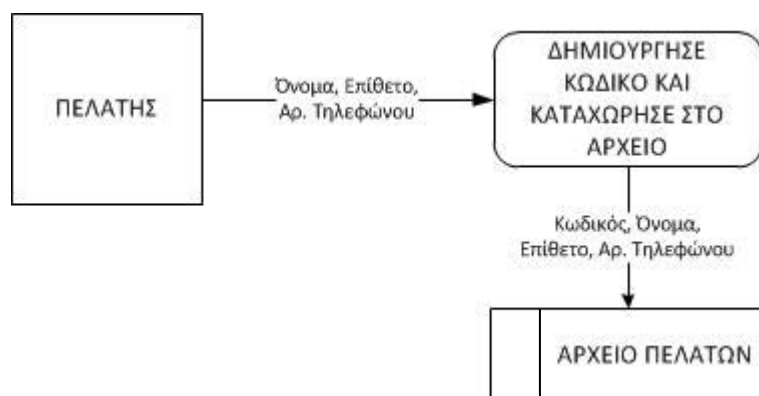 ΠΕΛΑΤΗΣ
Όνομα, Επίθετο,
Αρ. Τηλεφώνου
ΔΗΜΙΟΥΡΓΗΣΕ
ΚΩΔΙΚΟ ΚΑΙ
ΚΑΤΑΧΩΡΗΣΕ ΣΤΟ
ΑΡΧΕΙΟ
Κωδικός, Όνομα,
Επίθετο, Αρ. Τηλεφώνου
ΑΡΧΕΙΟ ΠΕΛΑΤΩΝ